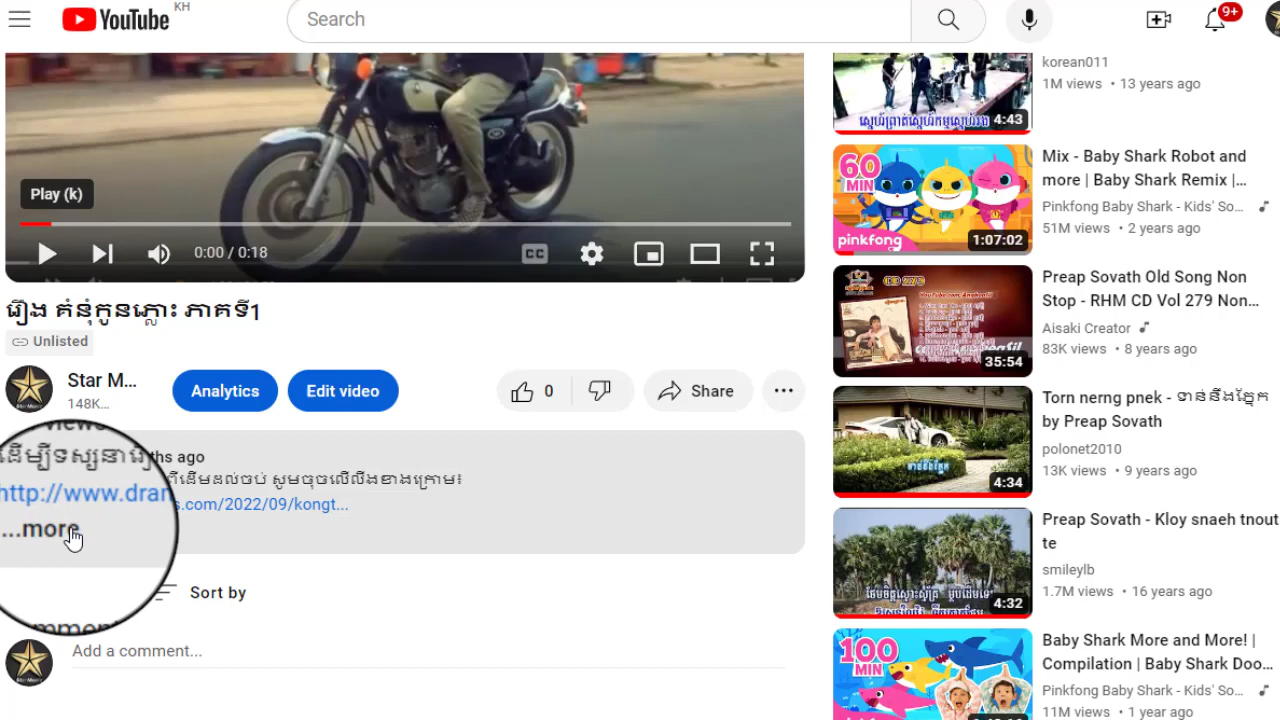 YouTube KH
Search
9+
Play (k)
0:00 / 0:18
CC
រឿង គំនុំកូនភ្លោះ ភាគទី1
Unlisted
Star M...
148K...
Analytics
Edit video
0
Share
...
views
ths ago
ដើម្បីទស្សនារឿ
ពីដើមដល់ចប់ សូមចុចលើលីងខាងក្រោម៖
http://www.dran
s.com/2022/09/kongt...
...more
Sort by
mment
Add a comment...
4:43
korean011
1M views • 13 years ago
60 MIN
pinkfong
1:07:02
Mix - Baby Shark Robot and
more | Baby Shark Remix |...
Pinkfong Baby Shark - Kids' So...
51M views • 2 years ago
35:54
Preap Sovath Old Song Non
Stop - RHM CD Vol 279 Non...
Aisaki Creator
83K views • 8 years ago
4:34
Torn nerng pnek - ទាន់នឹងភ្នែក
by Preap Sovath
polonet2010
13K views • 9 years ago
4:32
Preap Sovath - Kloy snaeh tnout
te
smileylb
1.7M views • 16 years ago
100 MIN
Baby Shark More and More! |
Compilation | Baby Shark Doo...
Pinkfong Baby Shark - Kids' So...
11M views • 1 year ago